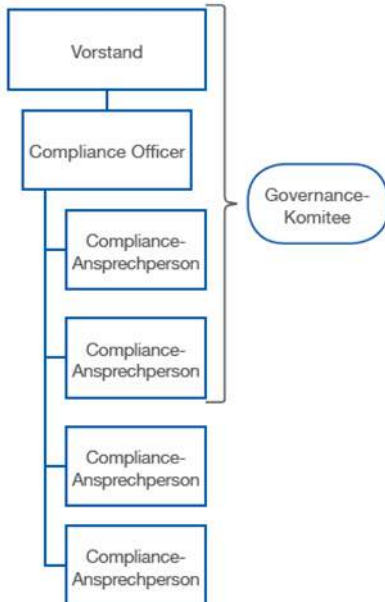 Vorstand
Compliance Officer
Governance-
Komitee
Compliance-
Ansprechperson
Compliance-
Ansprechperson
Compliance-
Ansprechperson
Compliance-
Ansprechperson